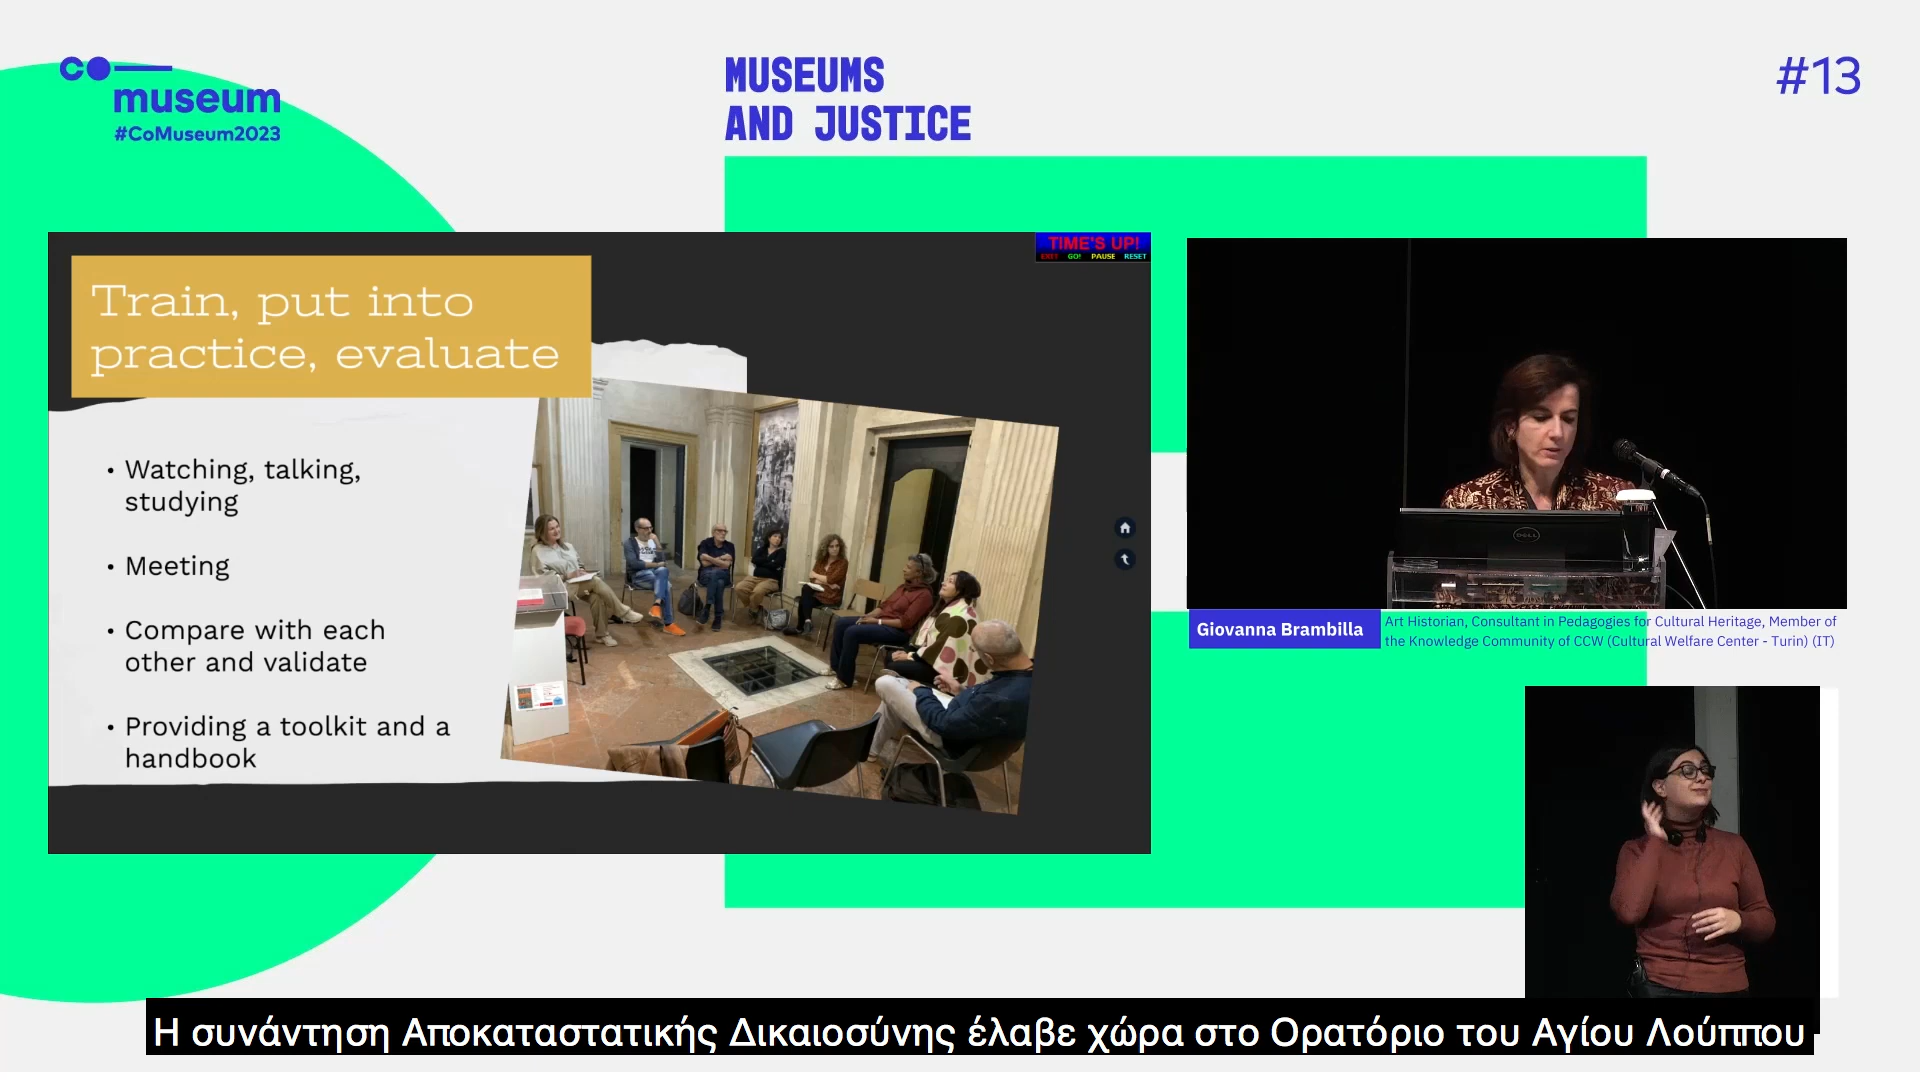 co
museum
#CoMuseum2023
MUSEUMS
AND JUSTICE
#13
TIME'S UP!
EXIT GO! PAUSE RESET
Train, put into
practice, evaluate
• Watching, talking,
studying
• Meeting
• Compare with each
other and validate
• Providing a toolkit and a
handbook
DELL
Giovanna Brambilla
Art Historian, Consultant in Pedagogies for Cultural Heritage, Member of
the Knowledge Community of CCW (Cultural Welfare Center - Turin) (IT)
Η συνάντηση Αποκαταστατικής Δικαιοσύνης έλαβε χώρα στο Ορατόριο του Αγίου Λούππου